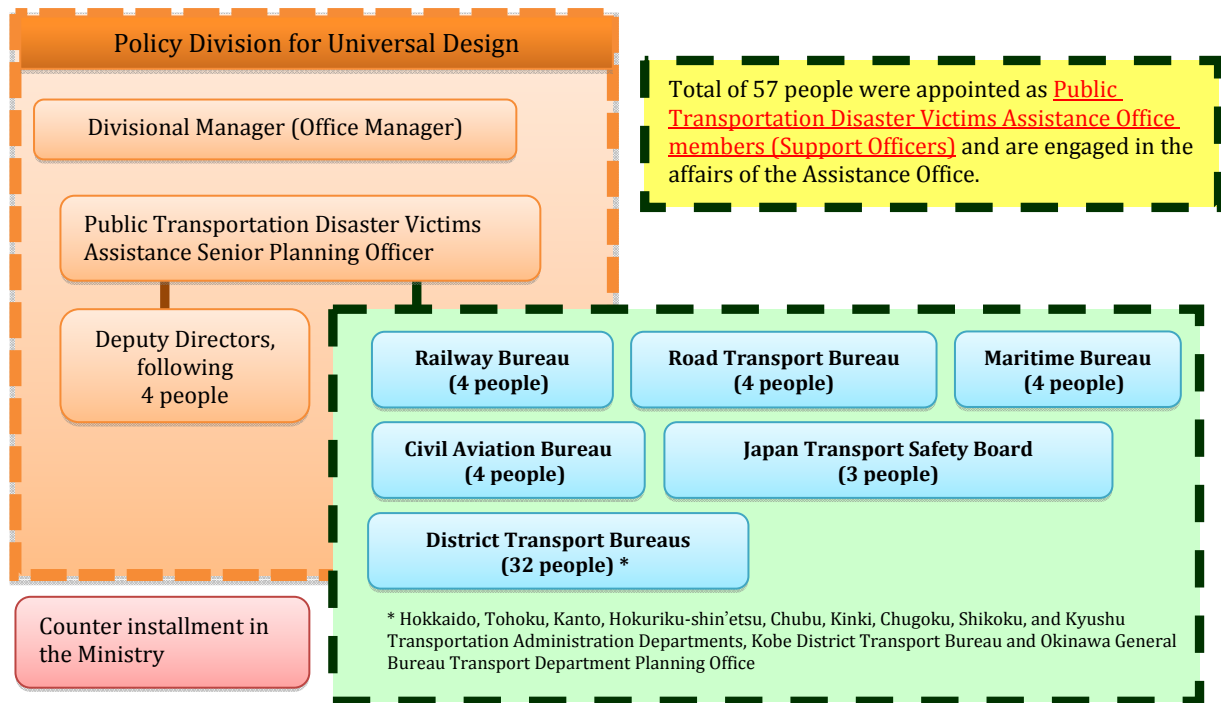 Policy Division for Universal Design
Divisional Manager (Office Manager)
Public Transportation Disaster Victims
Assistance Senior Planning Officer
Deputy Directors,
following
4 people
Total of 57 people were appointed as Public
Transportation Disaster Victims Assistance Office
members (Support Officers) and are engaged in the
affairs of the Assistance Office.
Railway Bureau
(4 people)
Road Transport Bureau
(4 people)
Maritime Bureau
(4 people)
Civil Aviation Bureau
(4 people)
Japan Transport Safety Board
(3 people)
District Transport Bureaus
(32 people) *
* Hokkaido, Tohoku, Kanto, Hokuriku-shin’etsu, Chubu, Kinki, Chugoku, Shikoku, and Kyushu
Transportation Administration Departments, Kobe District Transport Bureau and Okinawa General
Bureau Transport Department Planning Office
Counter installment in
the Ministry